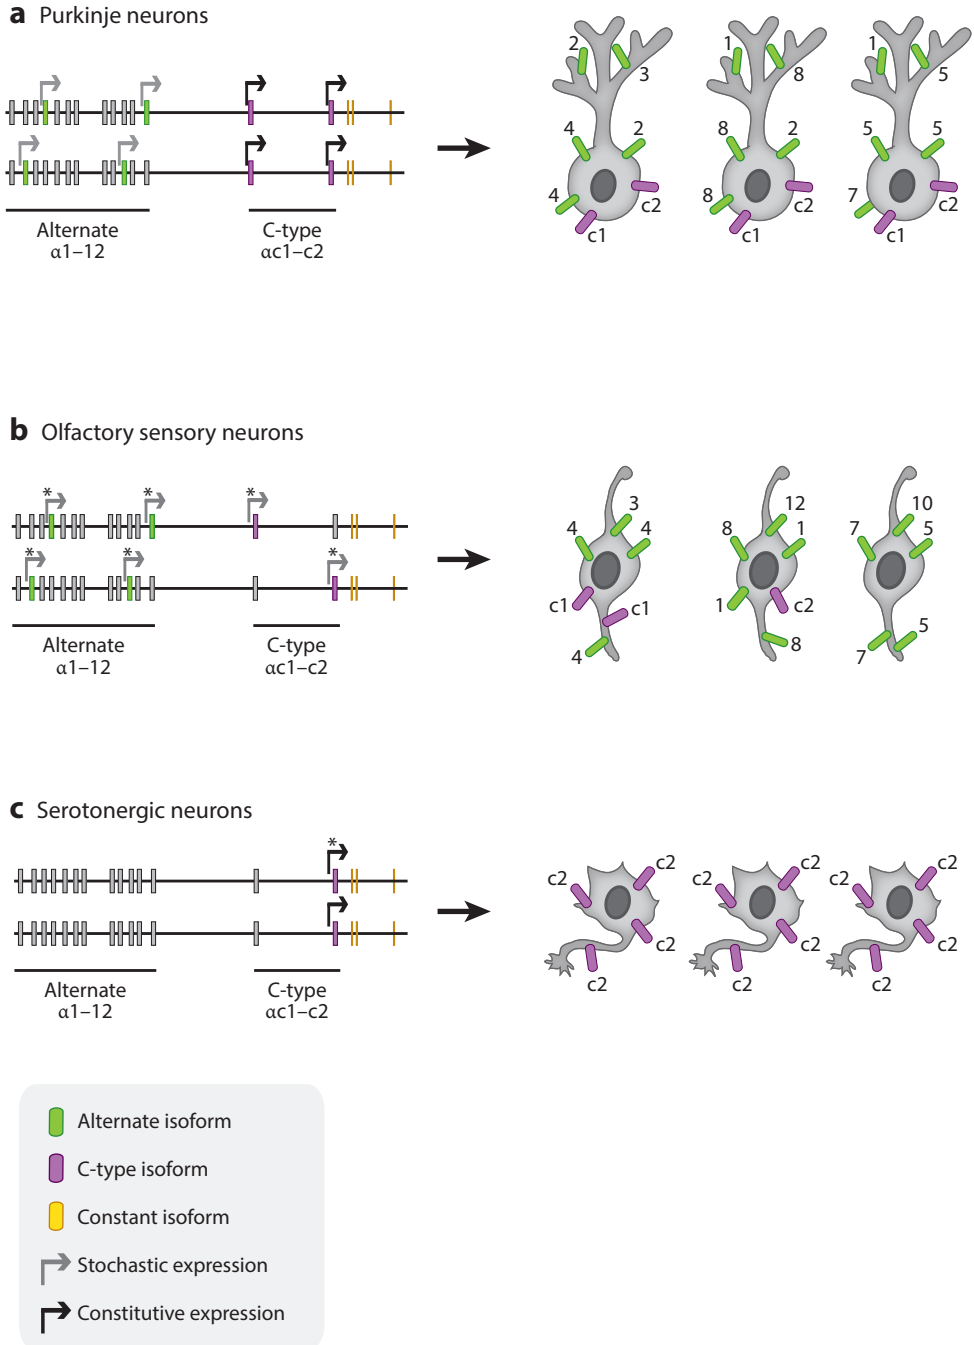 a Purkinje neurons
2
3
4
2
4
c2
c1
1
8
8
2
8
c2
c1
1
5
5
5
7
c2
c1
Alternate
α1–12
C-type
αc1–c2
b Olfactory sensory neurons
* * *
* * *
3
4
4
c1
c1
4
12
8
1
1
c2
8
10
7
5
5
7
Alternate
α1–12
C-type
αc1–c2
c Serotonergic neurons
*
c2
c2
c2
c2
c2
c2
c2
c2
c2
c2
c2
c2
Alternate
α1–12
C-type
αc1–c2
Alternate isoform
C-type isoform
Constant isoform
Stochastic expression
Constitutive expression